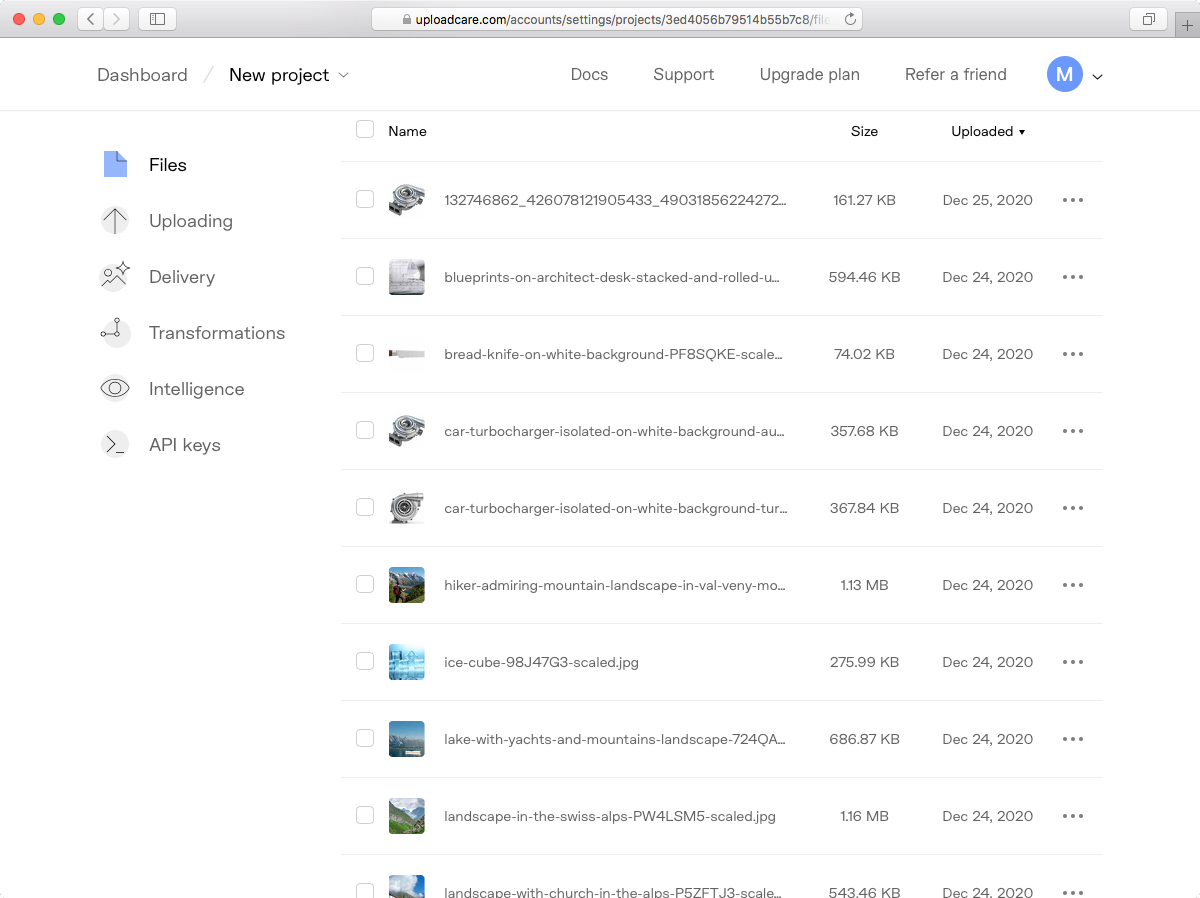 uploadcare.com/accounts/settings/projects/3ed4056b79514b55b7c8/file
Dashboard / New project
Docs Support Upgrade plan Refer a friend M
Files
Uploading
Delivery
Transformations
Intelligence
API keys
Name Size Uploaded
132746862_426078121905433_49031856224272… 161.27 KB Dec 25, 2020
blueprints-on-architect-desk-stacked-and-rolled-u… 594.46 KB Dec 24, 2020
bread-knife-on-white-background-PF8SQKE-scale… 74.02 KB Dec 24, 2020
car-turbocharger-isolated-on-white-background-au… 357.68 KB Dec 24, 2020
car-turbocharger-isolated-on-white-background-tur… 367.84 KB Dec 24, 2020
hiker-admiring-mountain-landscape-in-val-veny-mo… 1.13 MB Dec 24, 2020
ice-cube-98J47G3-scaled.jpg 275.99 KB Dec 24, 2020
lake-with-yachts-and-mountains-landscape-724QA… 686.87 KB Dec 24, 2020
landscape-in-the-swiss-alps-PW4LSM5-scaled.jpg 1.16 MB Dec 24, 2020
landscape-with-church-in-the-alps-P5ZFTJ3-scale… 543.46 KB Dec 24, 2020